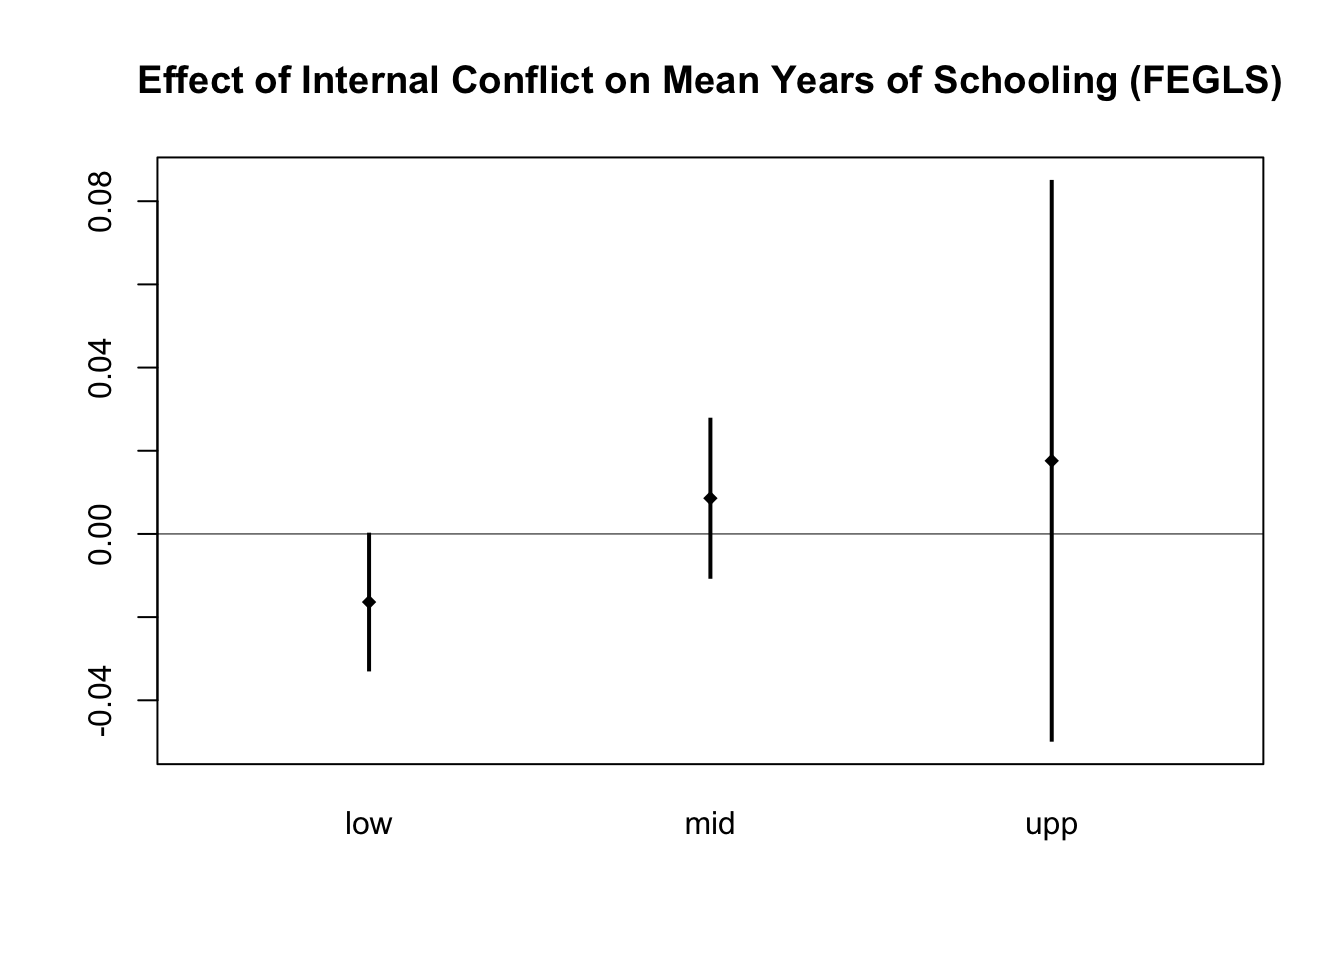 Effect of Internal Conflict on Mean Years of Schooling (FEGLS)
0.08
0.04
0.00
-0.04
low mid upp